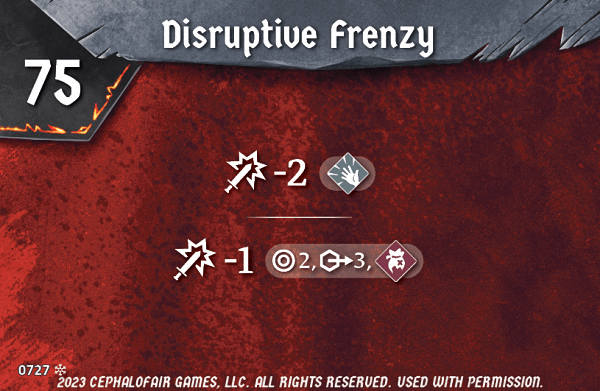 Disruptive Frenzy
75
-2
-1 2, 3,
0727
2023 CEPHALOFAIR GAMES, LLC. ALL RIGHTS RESERVED. USED WITH PERMISSION.